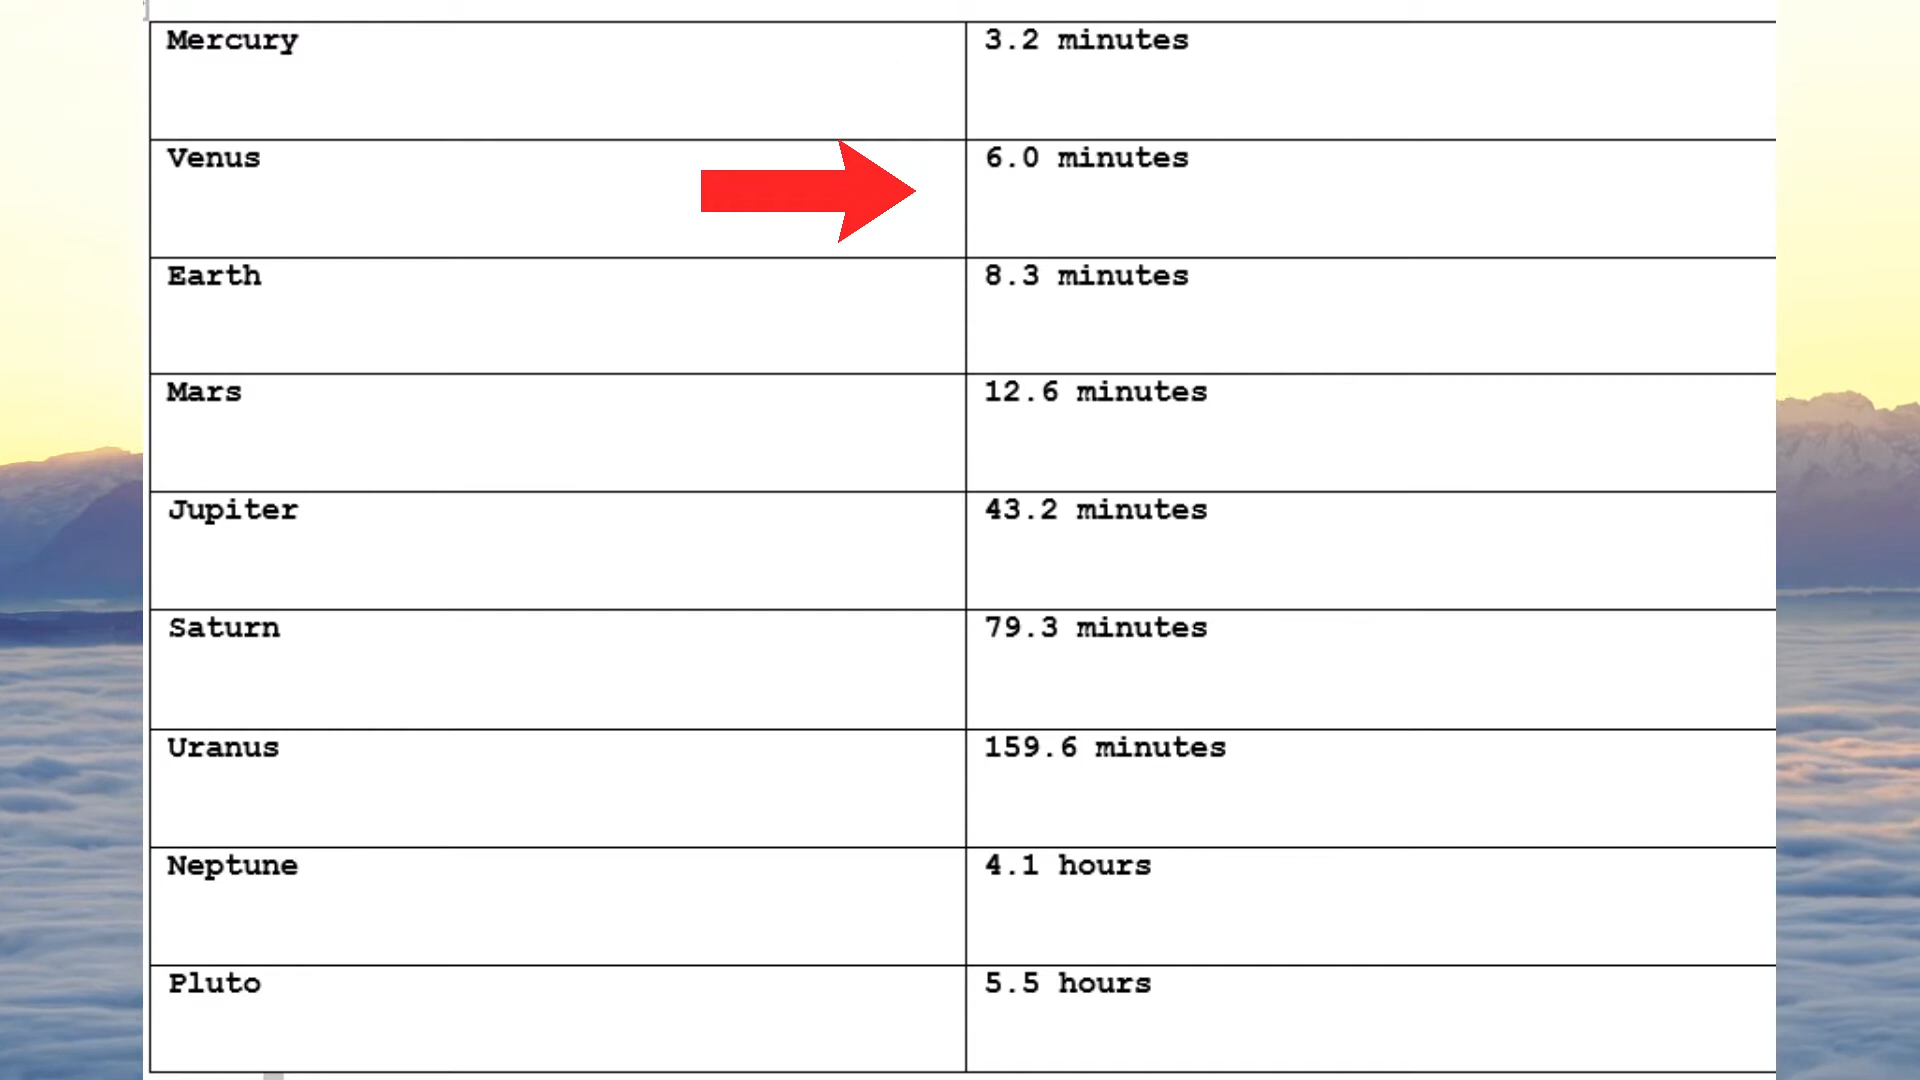 Mercury 3.2 minutes
Venus 6.0 minutes
Earth 8.3 minutes
Mars 12.6 minutes
Jupiter 43.2 minutes
Saturn 79.3 minutes
Uranus 159.6 minutes
Neptune 4.1 hours
Pluto 5.5 hours